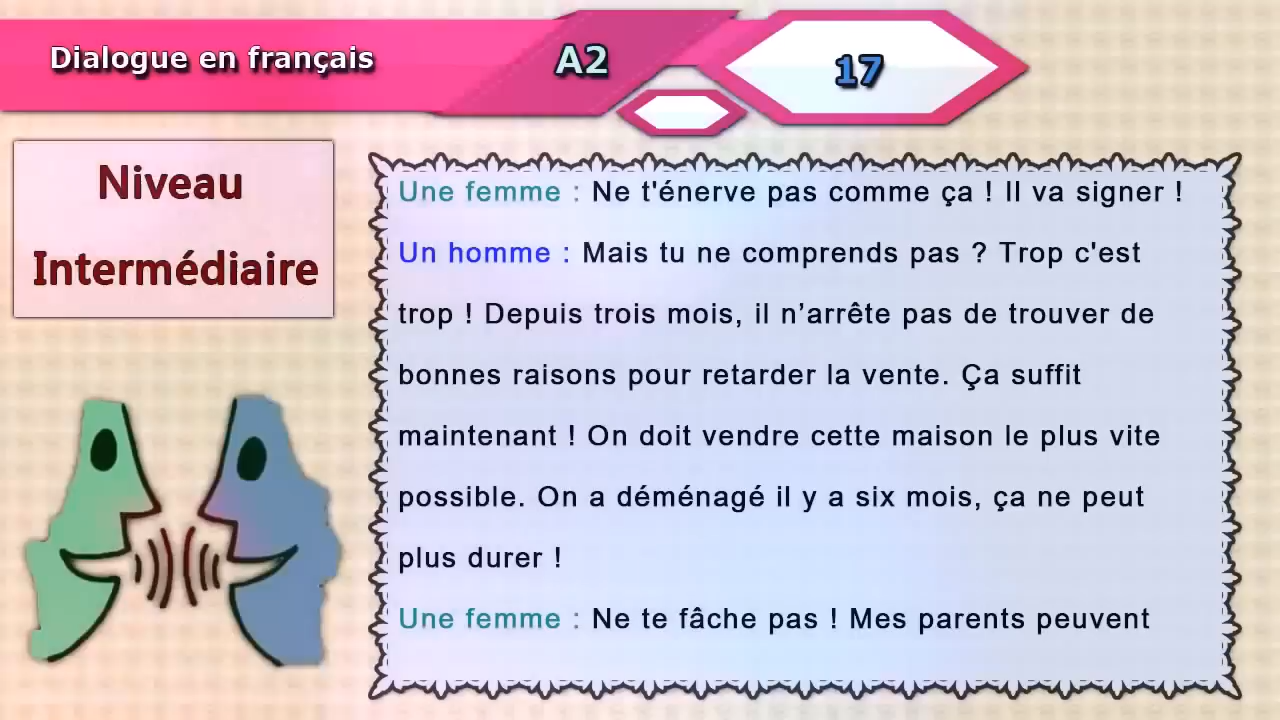 Dialogue en français
A2
17
Niveau
Intermédiaire
Une femme : Ne t'énerve pas comme ça ! Il va signer !
Un homme : Mais tu ne comprends pas ? Trop c'est
trop ! Depuis trois mois, il n’arrête pas de trouver de
bonnes raisons pour retarder la vente. Ça suffit
maintenant ! On doit vendre cette maison le plus vite
possible. On a déménagé il y a six mois, ça ne peut
plus durer !
Une femme : Ne te fâche pas ! Mes parents peuvent